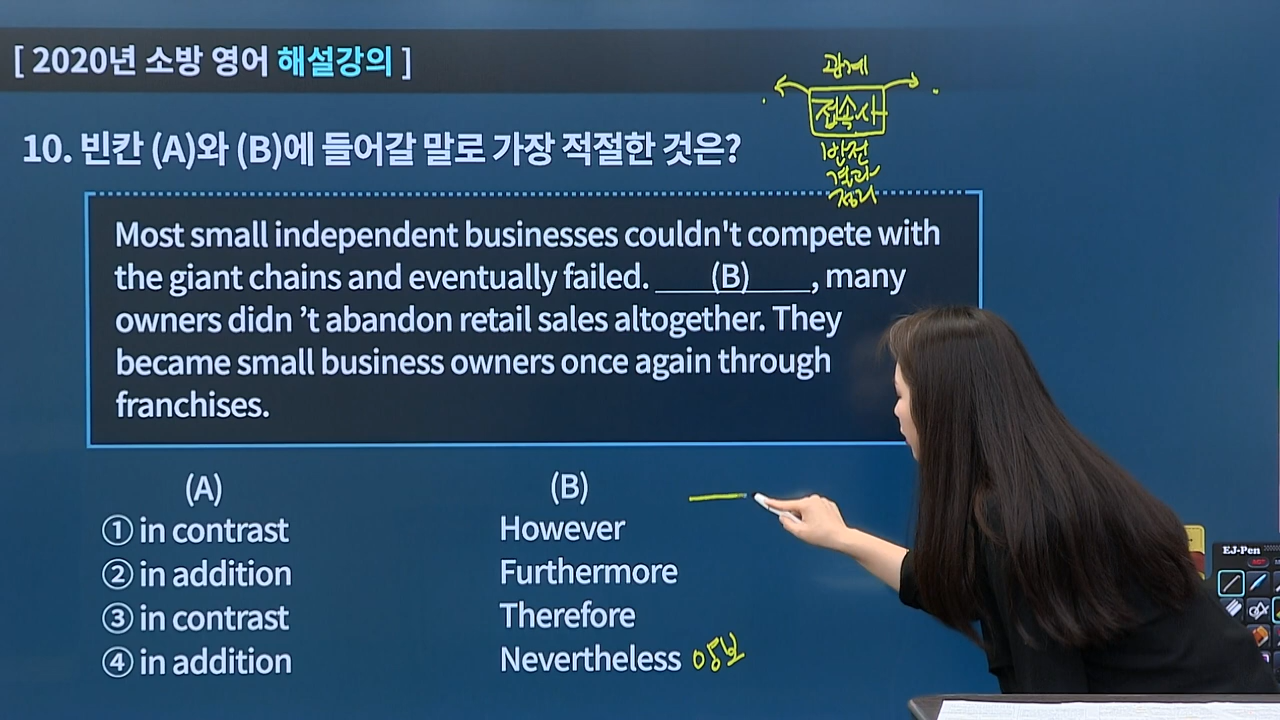 [ 2020년 소방 영어 해설강의 ]
관계
접속사
반전
결과
정리
10. 빈칸 (A)와 (B)에 들어갈 말로 가장 적절한 것은?
Most small independent businesses couldn't compete with
the giant chains and eventually failed. ____(B)____, many
owners didn ’t abandon retail sales altogether. They
became small business owners once again through
franchises.
(A) (B)
① in contrast However
② in addition Furthermore
③ in contrast Therefore
④ in addition Nevertheless 양보
EJ-Pen